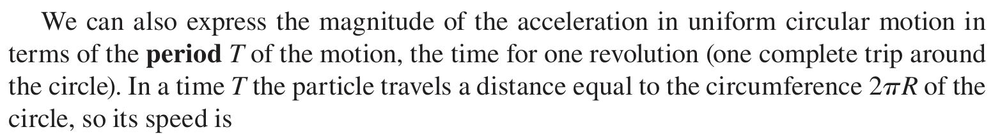 We can also express the magnitude of the acceleration in uniform circular motion in
terms of the period T of the motion, the time for one revolution (one complete trip around
the circle). In a time T the particle travels a distance equal to the circumference 2πR of the
circle, so its speed is